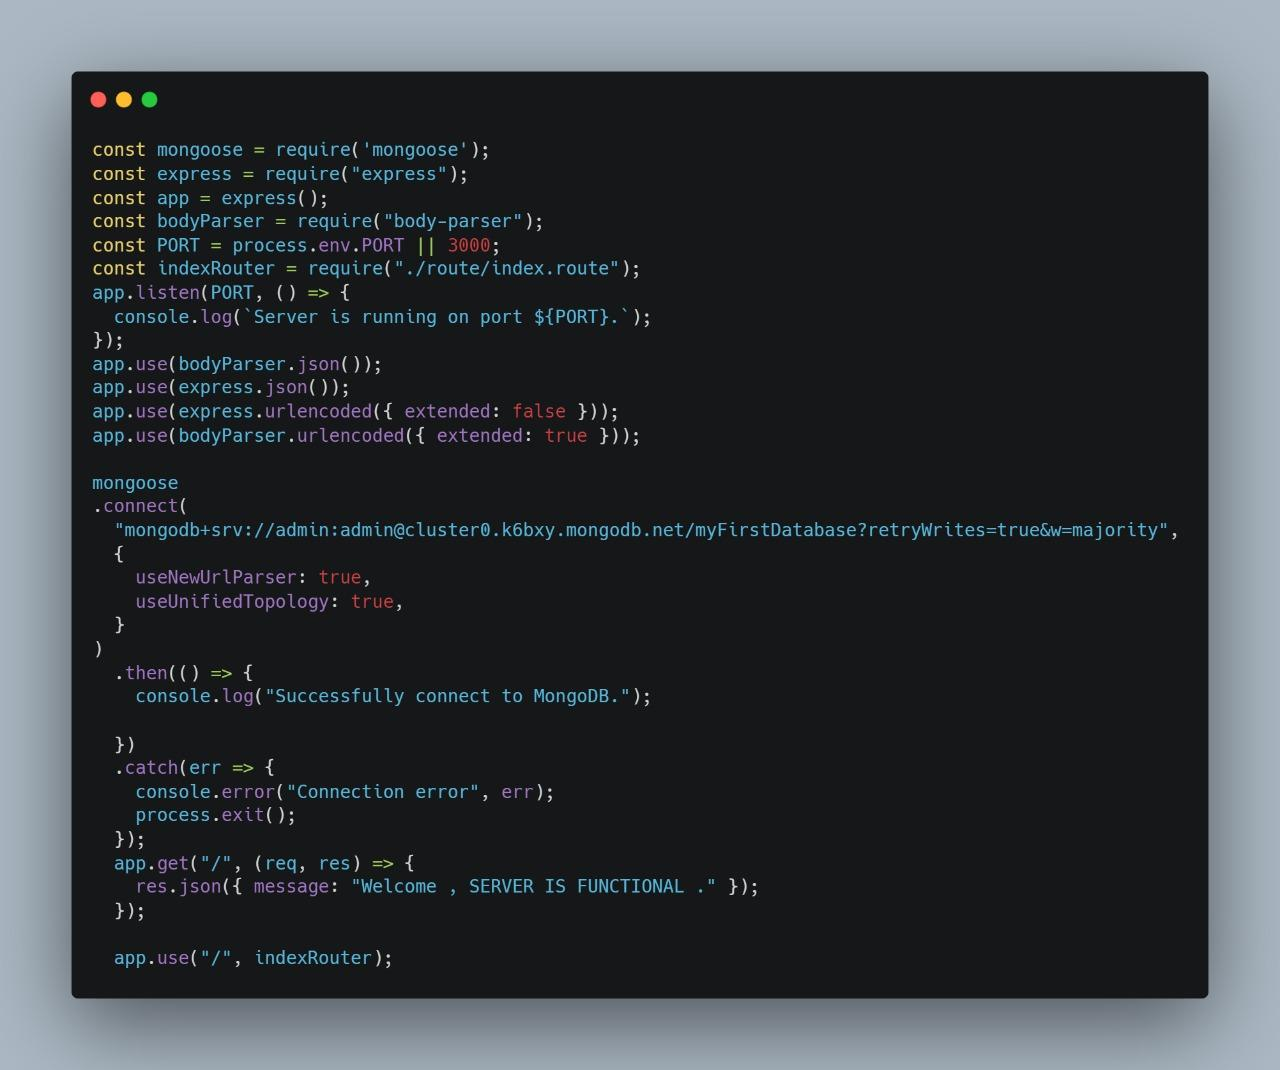 const mongoose = require('mongoose');
const express = require("express");
const app = express();
const bodyParser = require("body-parser");
const PORT = process.env.PORT || 3000;
const indexRouter = require("./route/index.route");
app.listen(PORT, () => {
  console.log(`Server is running on port ${PORT}.`);
});
app.use(bodyParser.json());
app.use(express.json());
app.use(express.urlencoded({ extended: false }));
app.use(bodyParser.urlencoded({ extended: true }));

mongoose
.connect(
  "mongodb+srv://admin:admin@cluster0.k6bxy.mongodb.net/myFirstDatabase?retryWrites=true&w=majority",
  {
    useNewUrlParser: true,
    useUnifiedTopology: true,
  }
)
  .then(() => {
    console.log("Successfully connect to MongoDB.");

  })
  .catch(err => {
    console.error("Connection error", err);
    process.exit();
  });
  app.get("/", (req, res) => {
    res.json({ message: "Welcome , SERVER IS FUNCTIONAL ." });
  });

  app.use("/", indexRouter);